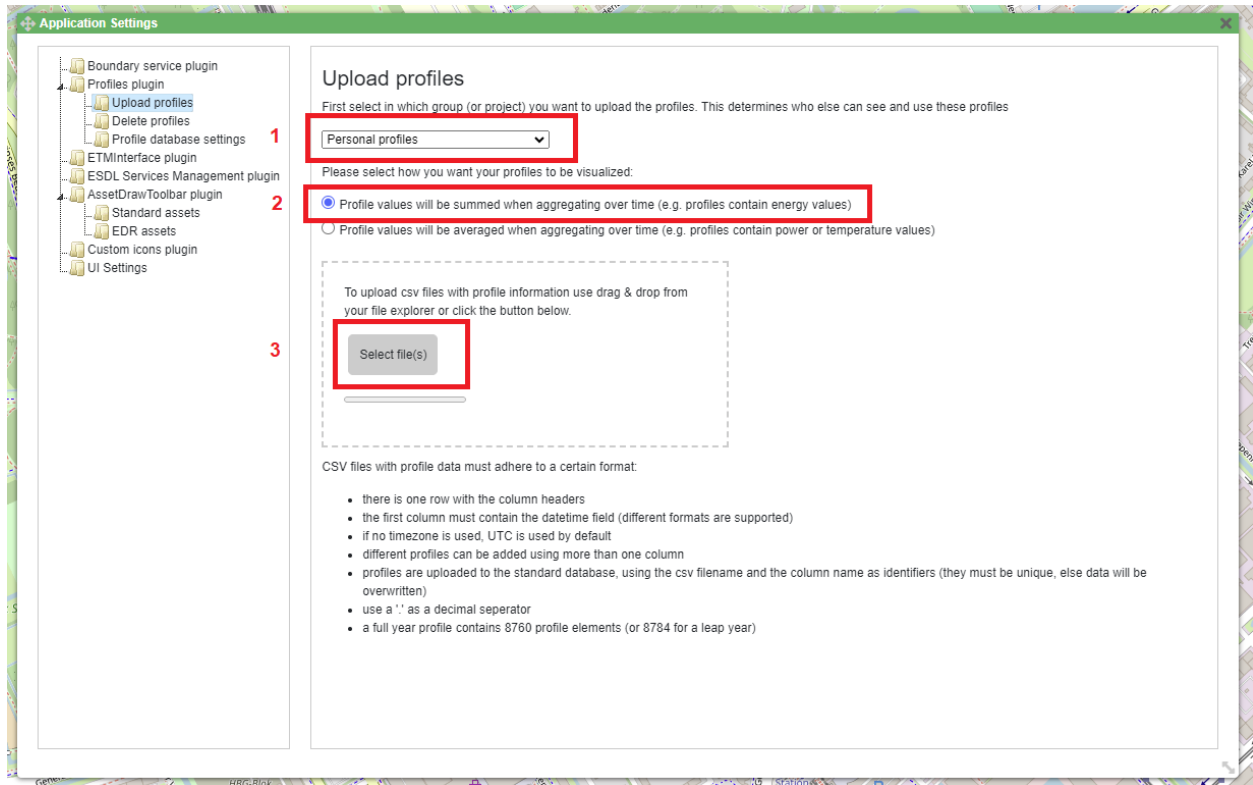 Application Settings
Boundary service plugin
Profiles plugin
Upload profiles
Delete profiles
Profile database settings
ETMInterface plugin
ESDL Services Management plugin
AssetDrawToolbar plugin
Standard assets
EDR assets
Custom icons plugin
UI Settings
Upload profiles
First select in which group (or project) you want to upload the profiles. This determines who else can see and use these profiles
1
Personal profiles
Please select how you want your profiles to be visualized:
2
Profile values will be summed when aggregating over time (e.g. profiles contain energy values)
Profile values will be averaged when aggregating over time (e.g. profiles contain power or temperature values)
To upload csv files with profile information use drag & drop from
your file explorer or click the button below.
3
Select file(s)
CSV files with profile data must adhere to a certain format:
• there is one row with the column headers
• the first column must contain the datetime field (different formats are supported)
• if no timezone is used, UTC is used by default
• different profiles can be added using more than one column
• profiles are uploaded to the standard database, using the csv filename and the column name as identifiers (they must be unique, else data will be
overwritten)
• use a '.' as a decimal seperator
• a full year profile contains 8760 profile elements (or 8784 for a leap year)